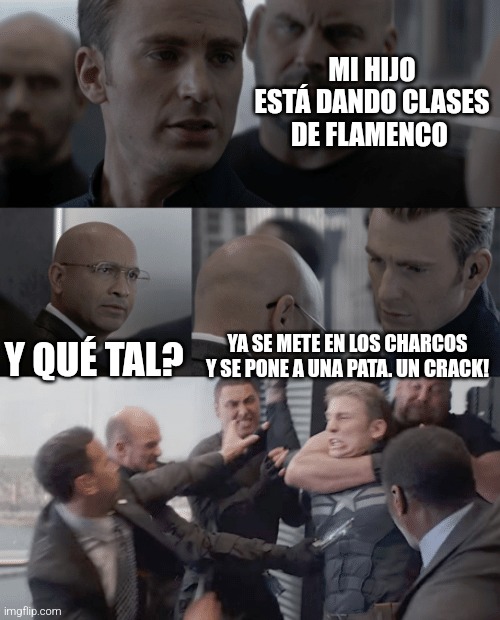 MI HIJO
ESTÁ DANDO CLASES
DE FLAMENCO
Y QUÉ TAL?
YA SE METE EN LOS CHARCOS
Y SE PONE A UNA PATA. UN CRACK!
imgflip.com